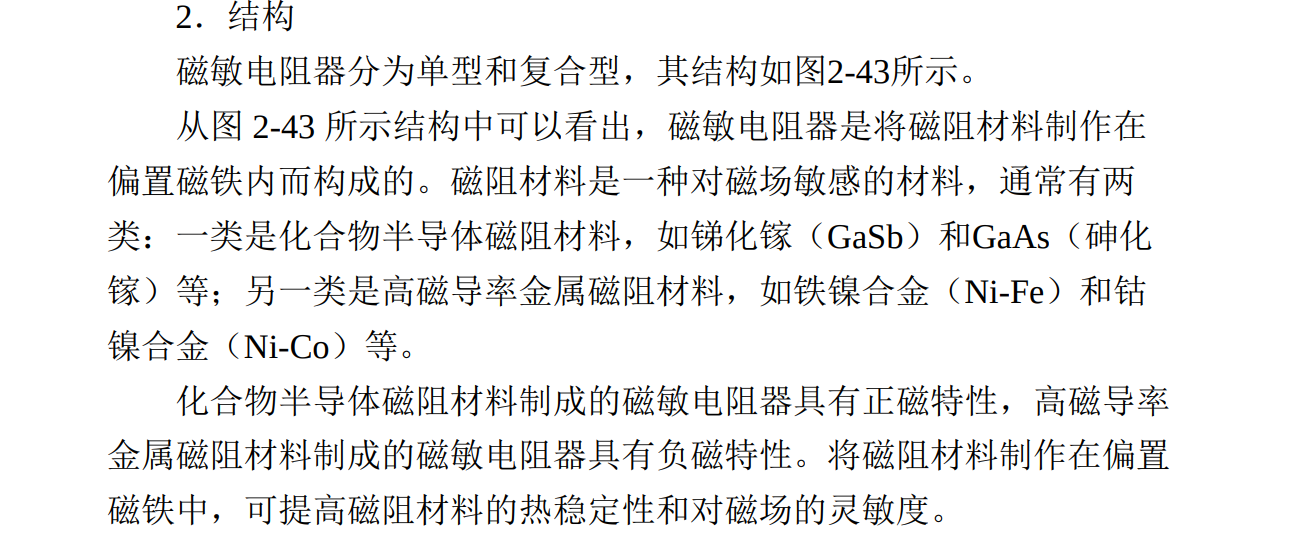 2．结构
磁敏电阻器分为单型和复合型，其结构如图2-43所示。
从图 2-43 所示结构中可以看出，磁敏电阻器是将磁阻材料制作在
偏置磁铁内而构成的。磁阻材料是一种对磁场敏感的材料，通常有两
类：一类是化合物半导体磁阻材料，如锑化镓（GaSb）和GaAs（砷化
镓）等；另一类是高磁导率金属磁阻材料，如铁镍合金（Ni-Fe）和钴
镍合金（Ni-Co）等。
化合物半导体磁阻材料制成的磁敏电阻器具有正磁特性，高磁导率
金属磁阻材料制成的磁敏电阻器具有负磁特性。将磁阻材料制作在偏置
磁铁中，可提高磁阻材料的热稳定性和对磁场的灵敏度。